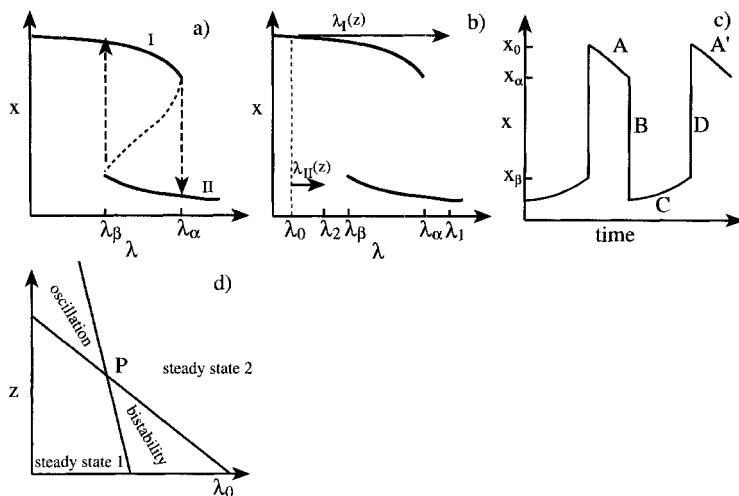 a)
I
x
II
λβ
λα
λ
b)
λI(z)
x
λII(z)
λ0
λ2
λβ
λα
λ1
λ
c)
x0
xα
x
xβ
A
A'
B
D
C
time
d)
oscillation
P
steady state 2
z
bistability
steady state 1
λ0